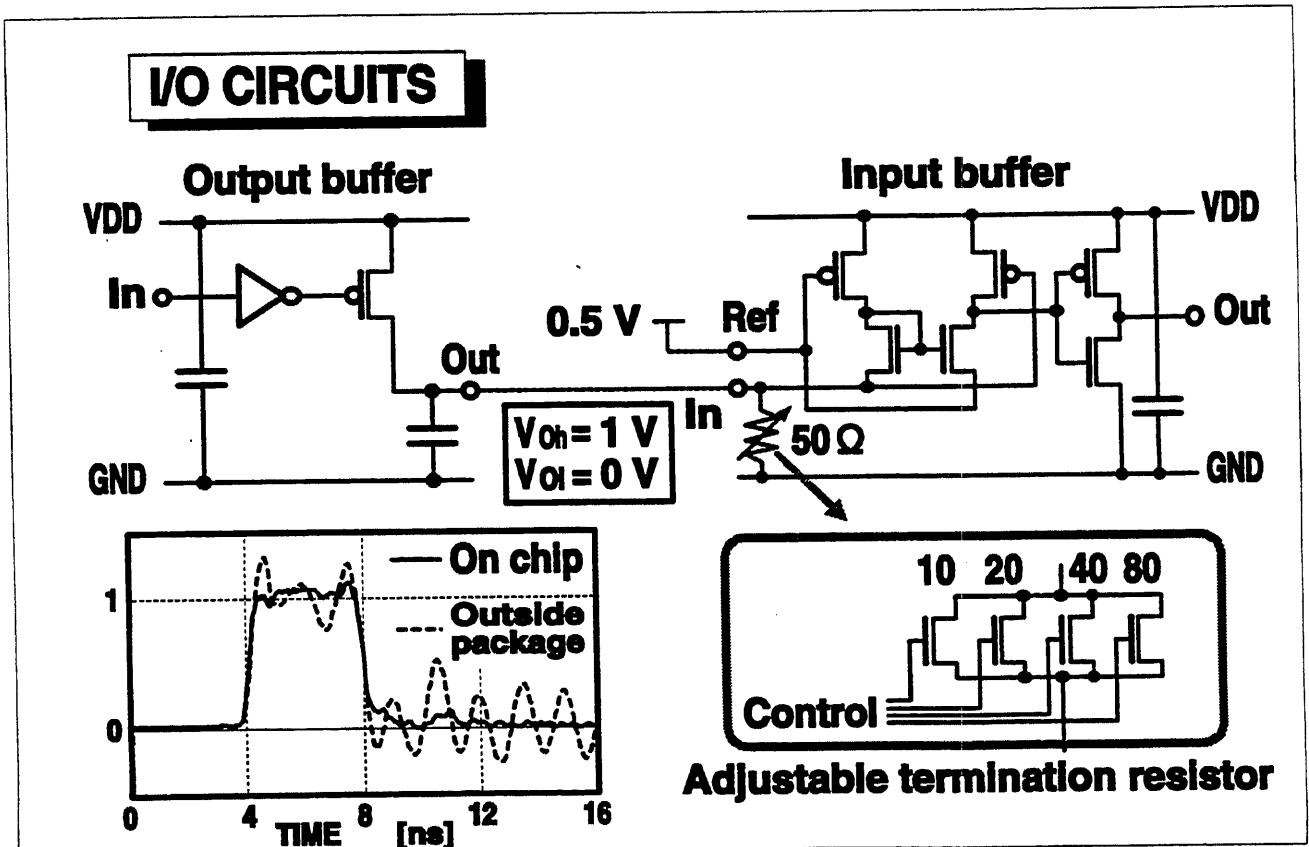 I/O CIRCUITS
Output buffer
VDD
In
Out
GND
VOh = 1 V
VOl = 0 V
Input buffer
VDD
0.5 V
Ref
In
50 Ω
Out
GND
1
0
On chip
Outside
package
0
4
8
12
16
TIME [ns]
10 20 40 80
Control
Adjustable termination resistor